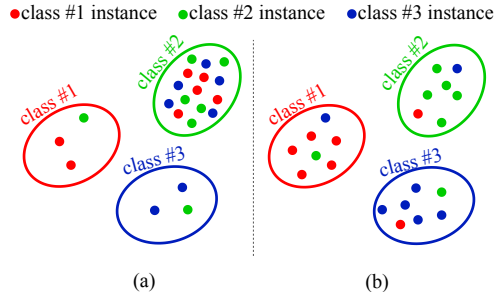 class #1 instance class #2 instance class #3 instance
class #2
class #1
class #3
class #2
class #1
class #3
(a) (b)